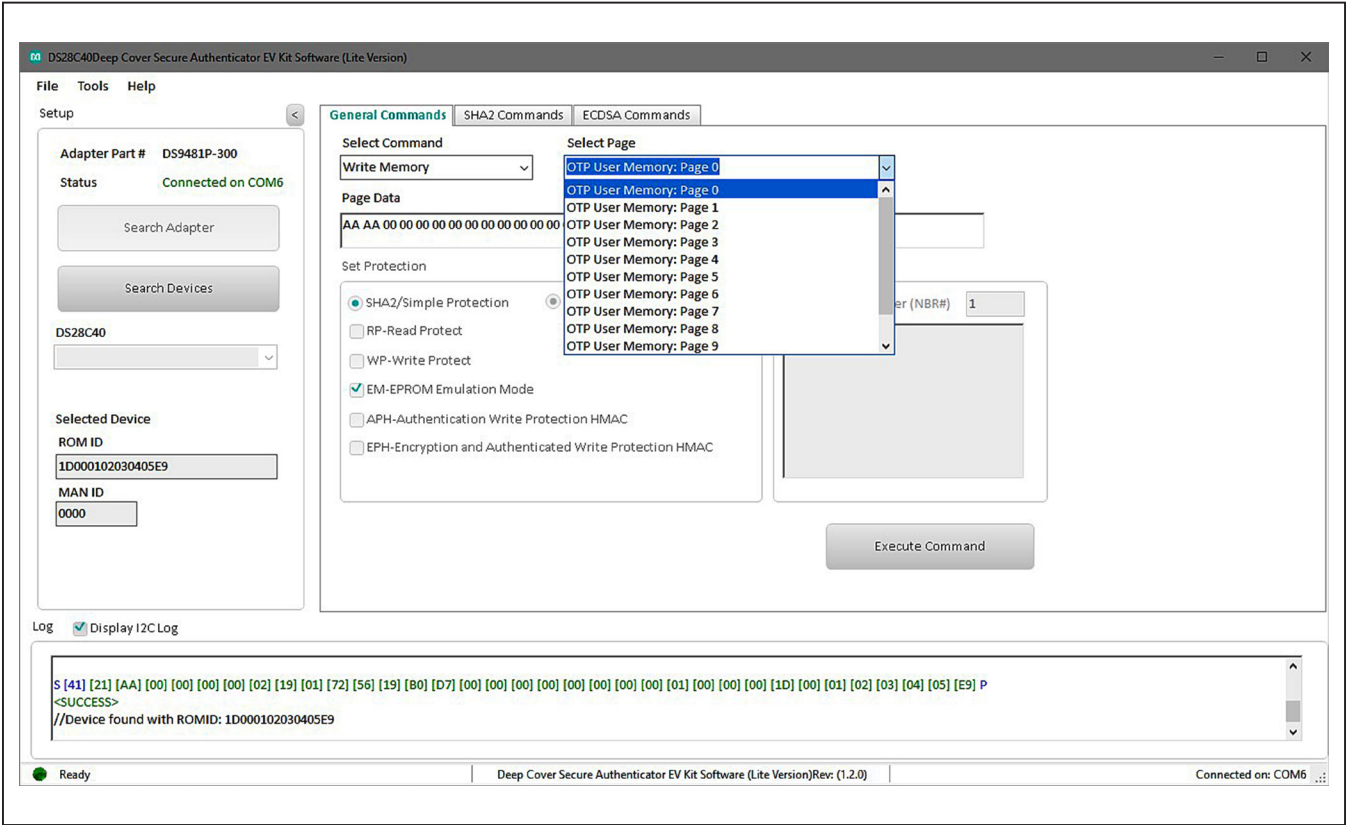 DS28C40Deep Cover Secure Authenticator EV Kit Software (Lite Version)
File Tools Help
Setup <
Adapter Part # DS9481P-300
Status Connected on COM6
Search Adapter
Search Devices
DS28C40
Selected Device
ROM ID
1D000102030405E9
MAN ID
0000
General Commands SHA2 Commands ECDSA Commands
Select Command Select Page
Write Memory OTP User Memory: Page 0
OTP User Memory: Page 0
OTP User Memory: Page 1
OTP User Memory: Page 2
OTP User Memory: Page 3
OTP User Memory: Page 4
OTP User Memory: Page 5
OTP User Memory: Page 6
OTP User Memory: Page 7
OTP User Memory: Page 8
OTP User Memory: Page 9
Page Data
AA AA 00 00 00 00 00 00 00 00 00 00 00
Set Protection
SHA2/Simple Protection
RP-Read Protect
WP-Write Protect
EM-EPROM Emulation Mode
APH-Authentication Write Protection HMAC
EPH-Encryption and Authenticated Write Protection HMAC
(NBR#) 1
Execute Command
Log Display I2C Log
S [41] [21] [AA] [00] [00] [00] [00] [02] [19] [01] [72] [56] [19] [B0] [D7] [00] [00] [00] [00] [00] [00] [00] [00] [01] [00] [00] [00] [1D] [00] [01] [02] [03] [04] [05] [E9] P
<SUCCESS>
//Device found with ROMID: 1D000102030405E9
Ready Deep Cover Secure Authenticator EV Kit Software (Lite Version)Rev: (1.2.0) Connected on: COM6